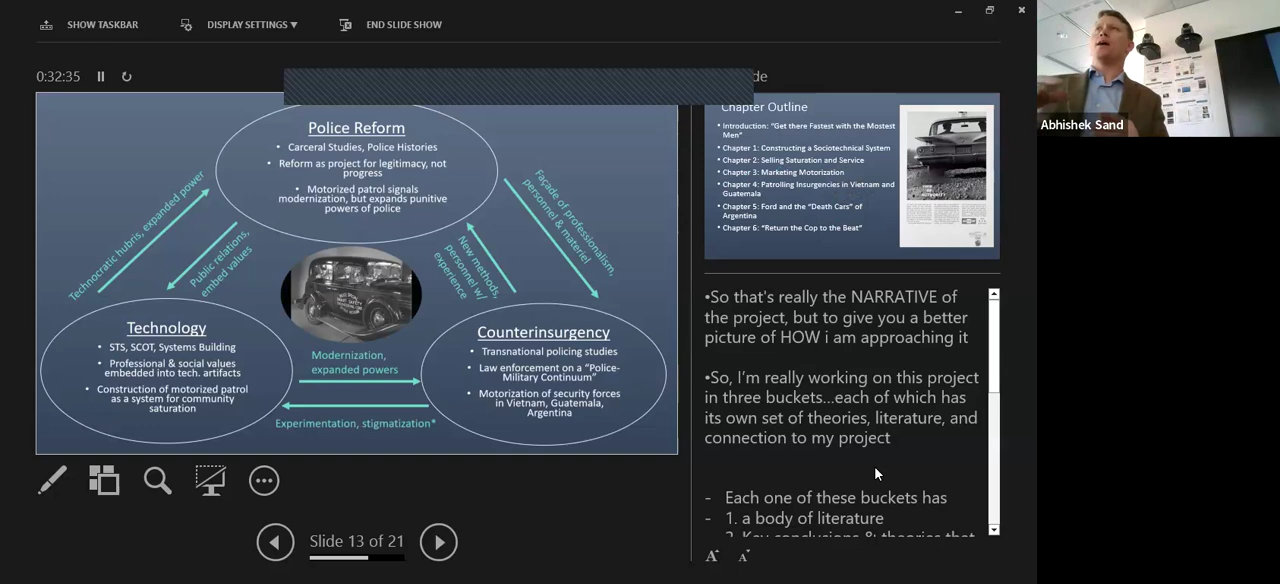 SHOW TASKBAR
DISPLAY SETTINGS ▼
END SLIDE SHOW
0:32:35
de
Police Reform
• Carceral Studies, Police Histories
• Reform as project for legitimacy, not
progress
• Motorized patrol signals
modernization, but expands punitive
powers of police
Technocratic hubris, expanded power
Public relations,
embed values
New methods,
personnel w/
experience
Façade of professionalism,
personnel & materiel
Technology
• STS, SCOT, Systems Building
• Professional & social values
embedded into tech. artifacts
• Construction of motorized patrol
as a system for community
saturation
Modernization,
expanded powers
Experimentation, stigmatization*
Counterinsurgency
• Transnational policing studies
• Law enforcement on a "Police-
Military Continuum"
• Motorization of security forces
in Vietnam, Guatemala,
Argentina
Slide 13 of 21
Chapter Outline
• Introduction: "Get there Fastest with the Mostest
Men"
• Chapter 1: Constructing a Sociotechnical System
• Chapter 2: Selling Saturation and Service
• Chapter 3: Marketing Motorization
• Chapter 4: Patrolling Insurgencies in Vietnam and
Guatemala
• Chapter 5: Ford and the "Death Cars" of
Argentina
• Chapter 6: "Return the Cop to the Beat"
•So that's really the NARRATIVE of
the project, but to give you a better
picture of HOW i am approaching it
•So, I'm really working on this project
in three buckets...each of which has
its own set of theories, literature, and
connection to my project
- Each one of these buckets has
- 1. a body of literature
2. Key conclusions & theories that
A A
Abhishek Sand